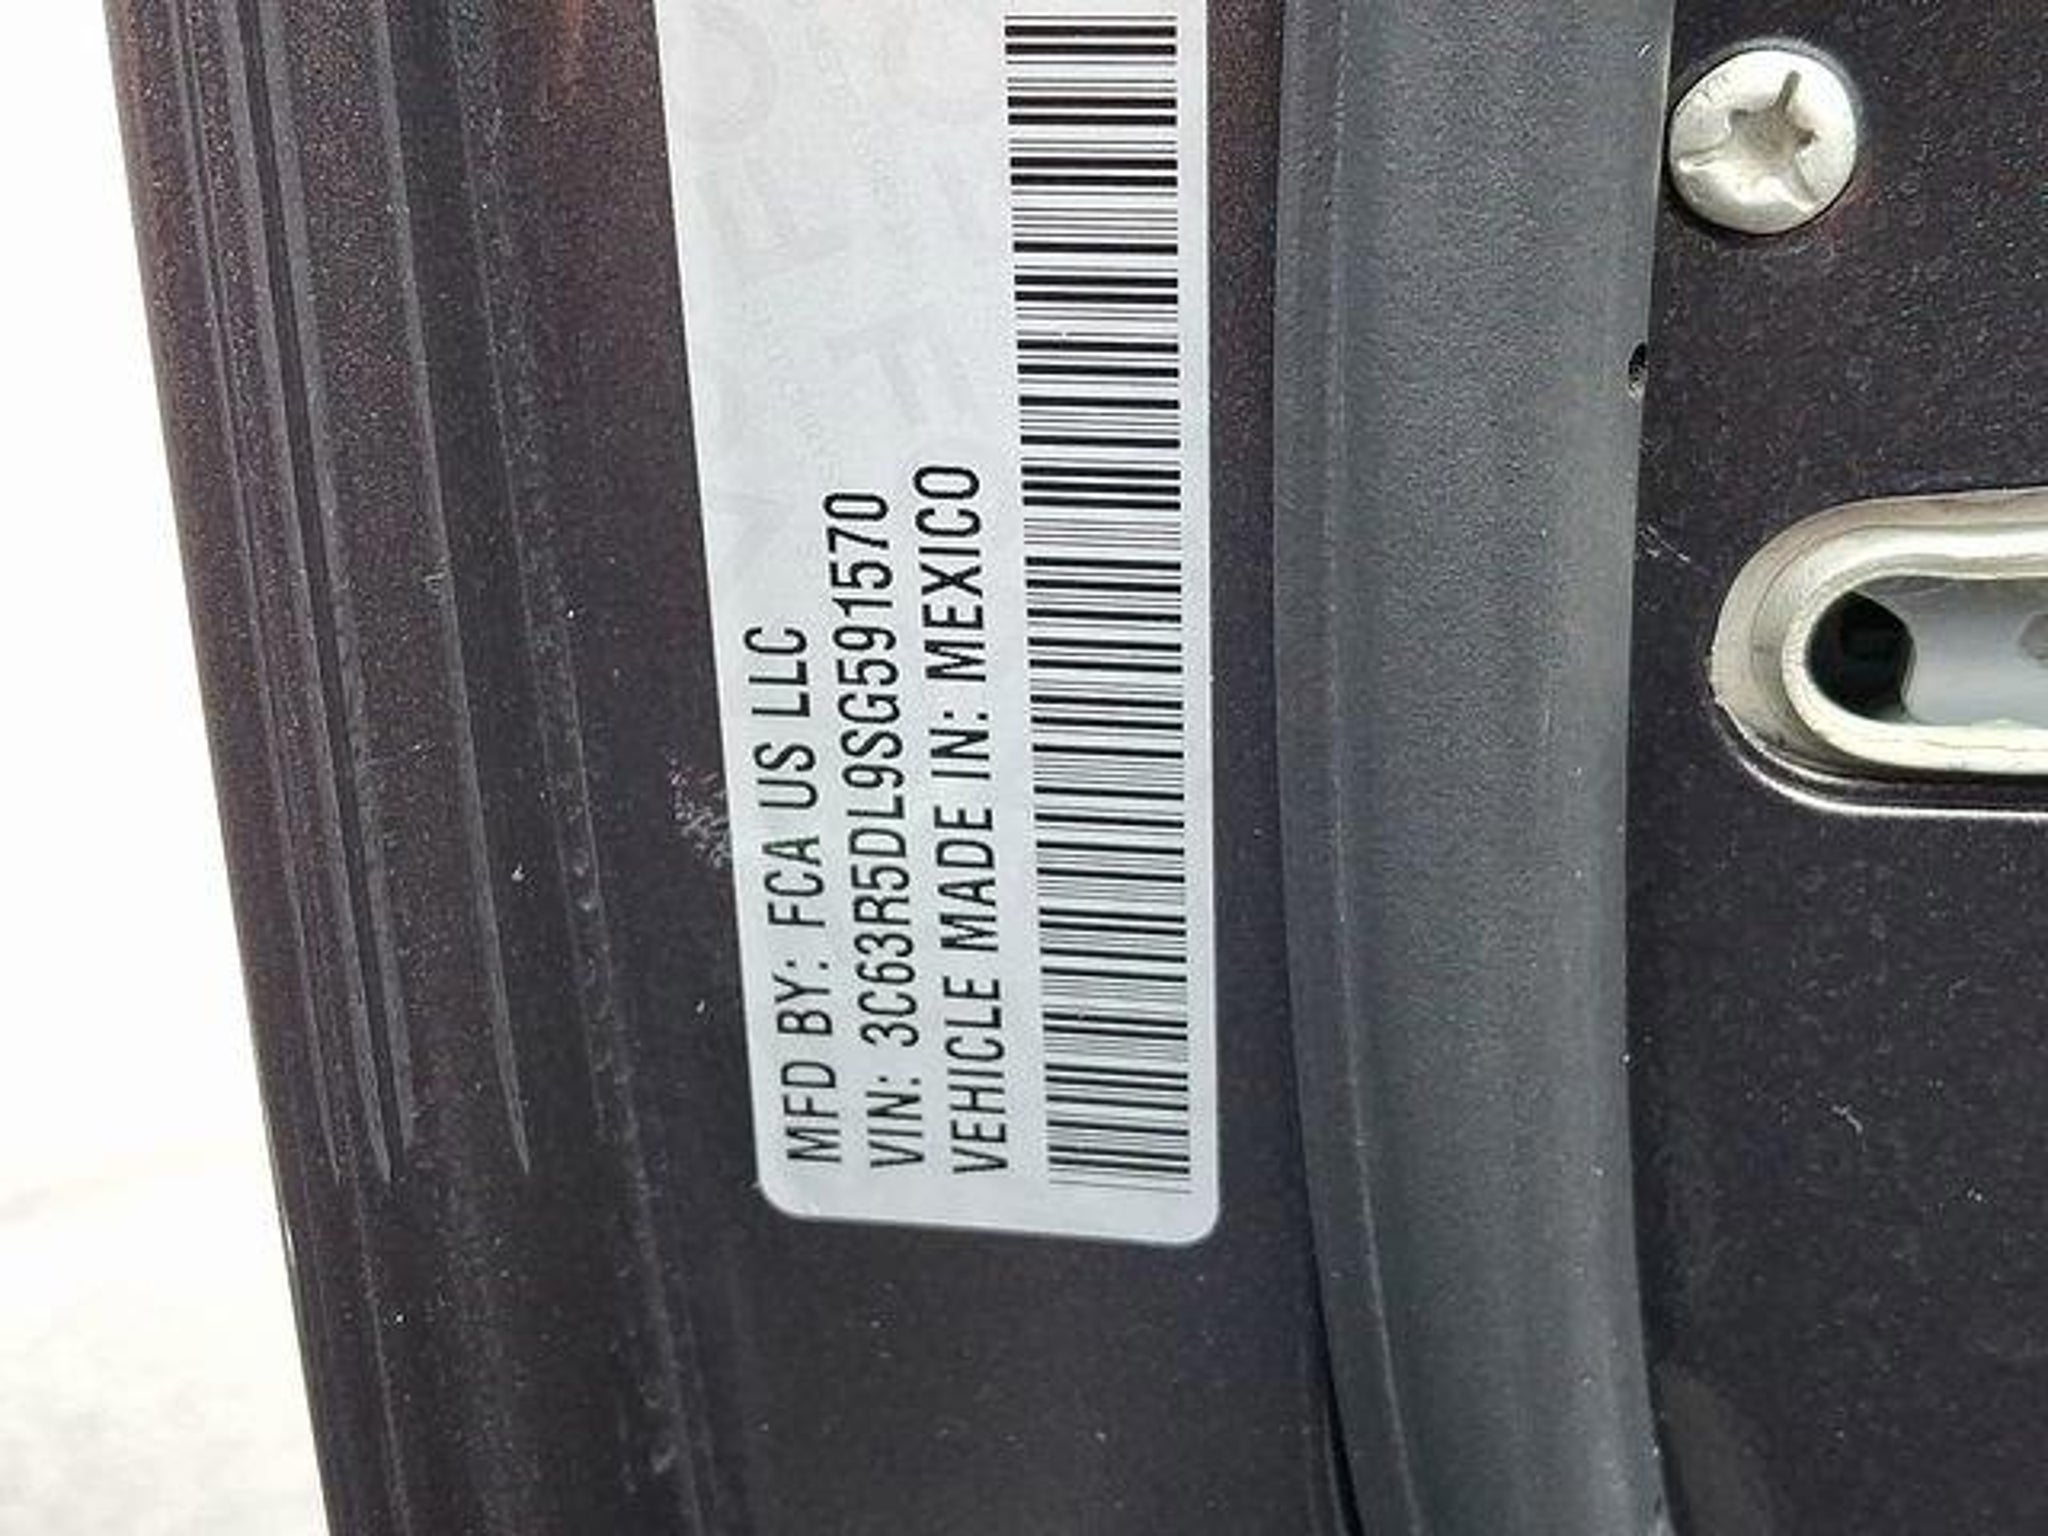 MFD BY: FCA US LLC
VIN: 3C63R5DL9SG591570
VEHICLE MADE IN: MEXICO